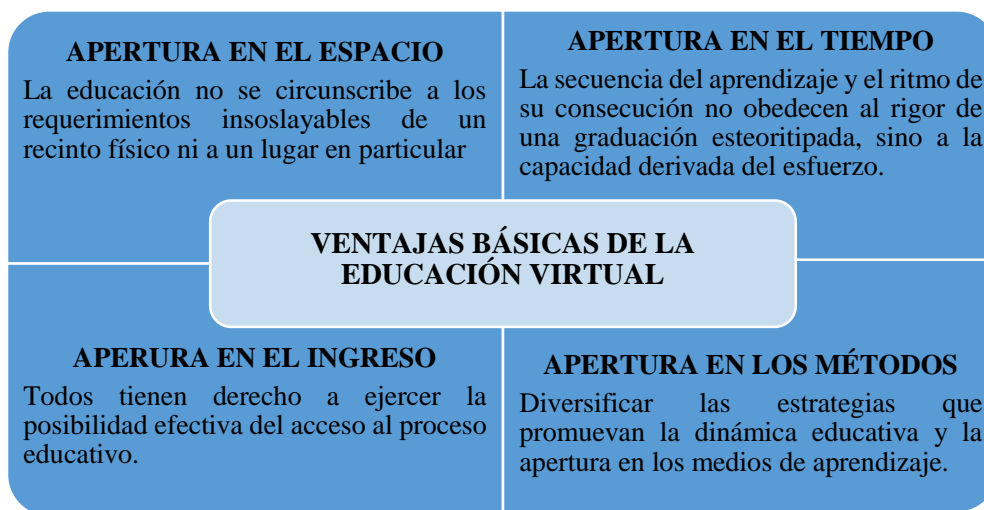 APERTURA EN EL ESPACIO
La educación no se circunscribe a los
requerimientos insoslayables de un
recinto físico ni a un lugar en particular
APERTURA EN EL TIEMPO
La secuencia del aprendizaje y el ritmo de
su consecución no obedecen al rigor de
una graduación esteoritipada, sino a la
capacidad derivada del esfuerzo.
VENTAJAS BÁSICAS DE LA
EDUCACIÓN VIRTUAL
APERURA EN EL INGRESO
Todos tienen derecho a ejercer la
posibilidad efectiva del acceso al proceso
educativo.
APERTURA EN LOS MÉTODOS
Diversificar las estrategias que
promuevan la dinámica educativa y la
apertura en los medios de aprendizaje.